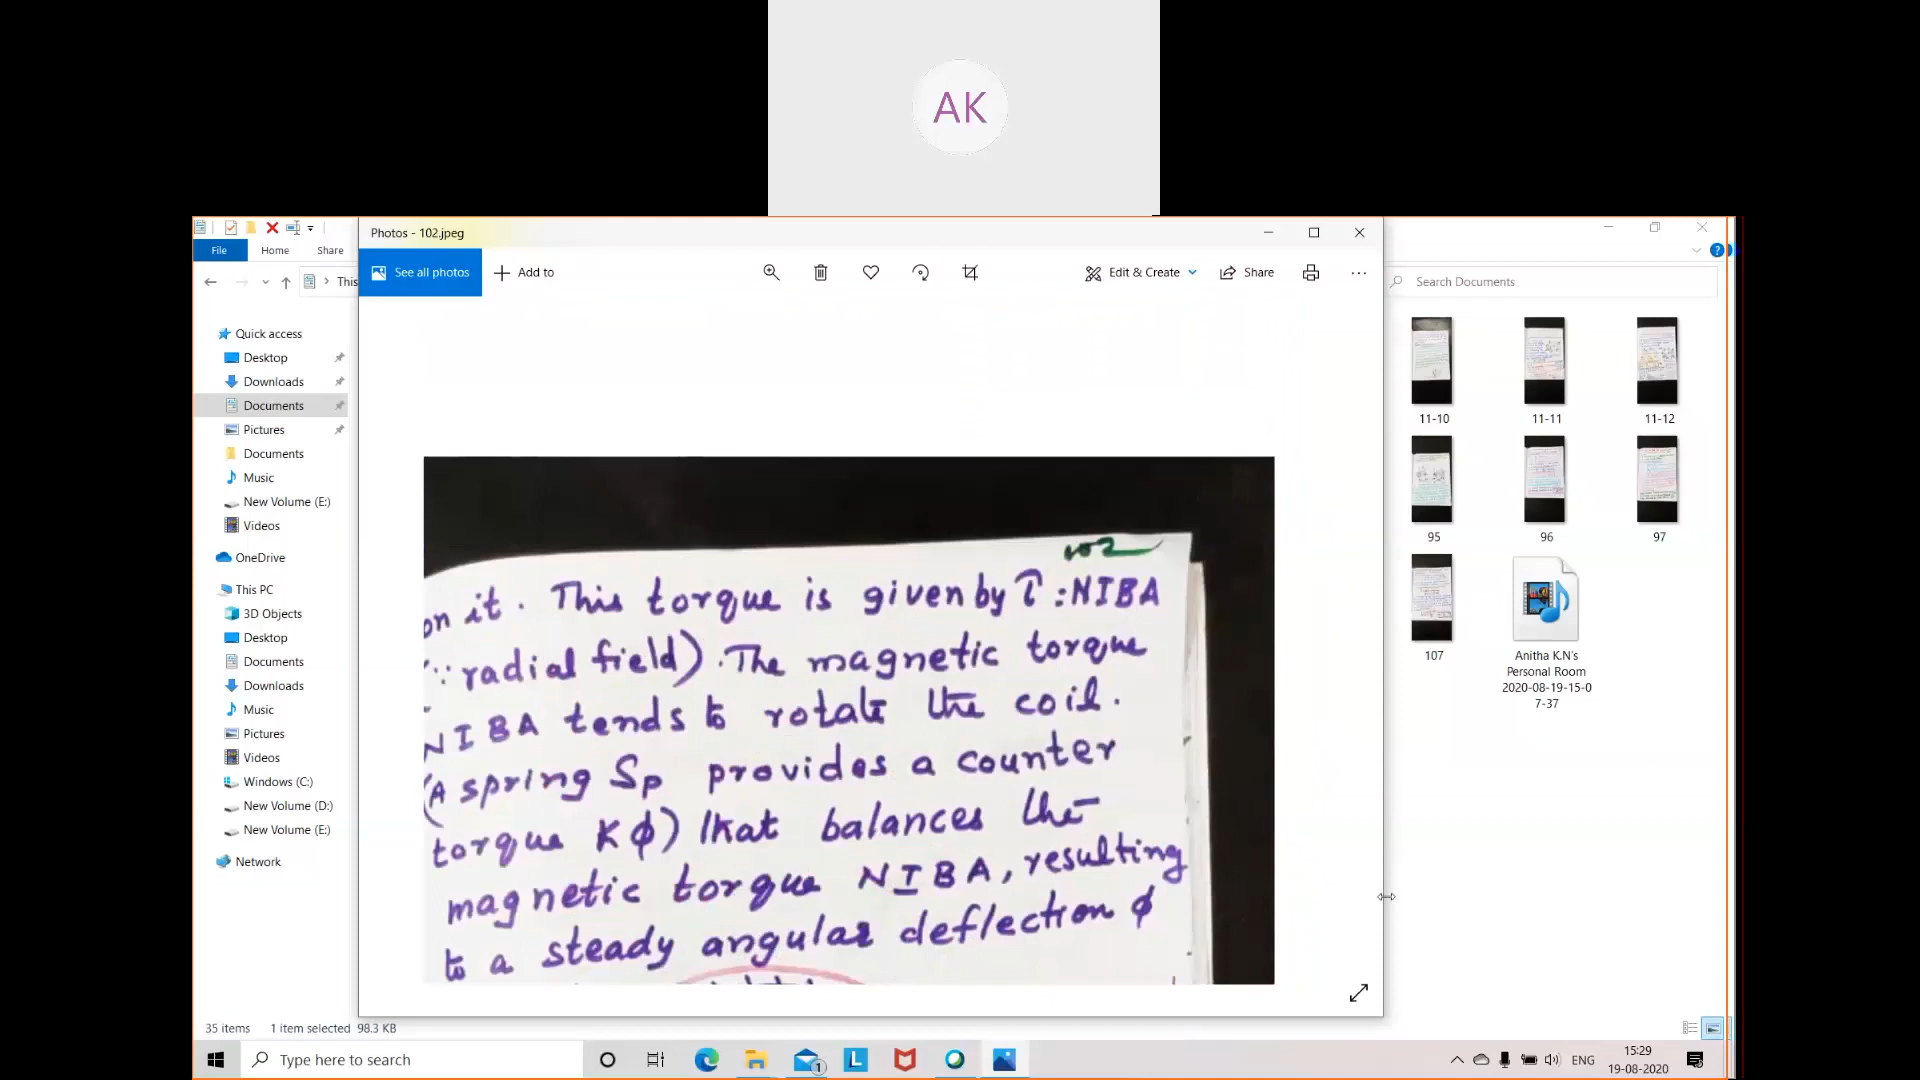 AK
Photos - 102.jpeg
File
Home
Share
See all photos
Add to
Edit & Create
Share
This
Search Documents
Quick access
Desktop
Downloads
Documents
Pictures
Documents
Music
New Volume (E:)
Videos
OneDrive
This PC
3D Objects
Desktop
Documents
Downloads
Music
Pictures
Videos
Windows (C:)
New Volume (D:)
New Volume (E:)
Network
102
on it. This torque is given by τ :NIBA
(∵ radial field). The magnetic torque
NIBA tends to rotate the coil.
(A spring Sp provides a counter
torque Kϕ) that balances the
magnetic torque NIBA, resulting
to a steady angular deflection ϕ
11-10
11-11
11-12
95
96
97
107
Anitha K.N's
Personal Room
2020-08-19-15-0
7-37
35 items
1 item selected 98.3 KB
Type here to search
1
L
ENG
15:29
19-08-2020